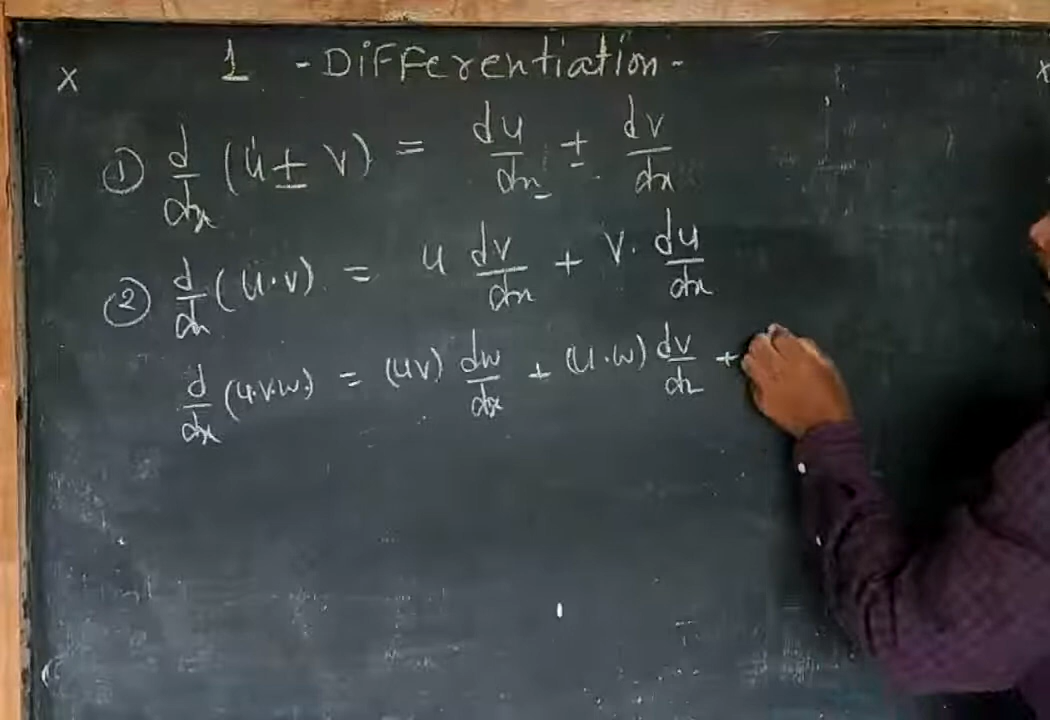 x 1 - Differentiation - x
① d/dx (u ± v) = du/dx ± dv/dx
② d/dx (u·v) = u dv/dx + v· du/dx
d/dx (u·v·w) = (uv) dw/dx + (u·w) dv/dx +